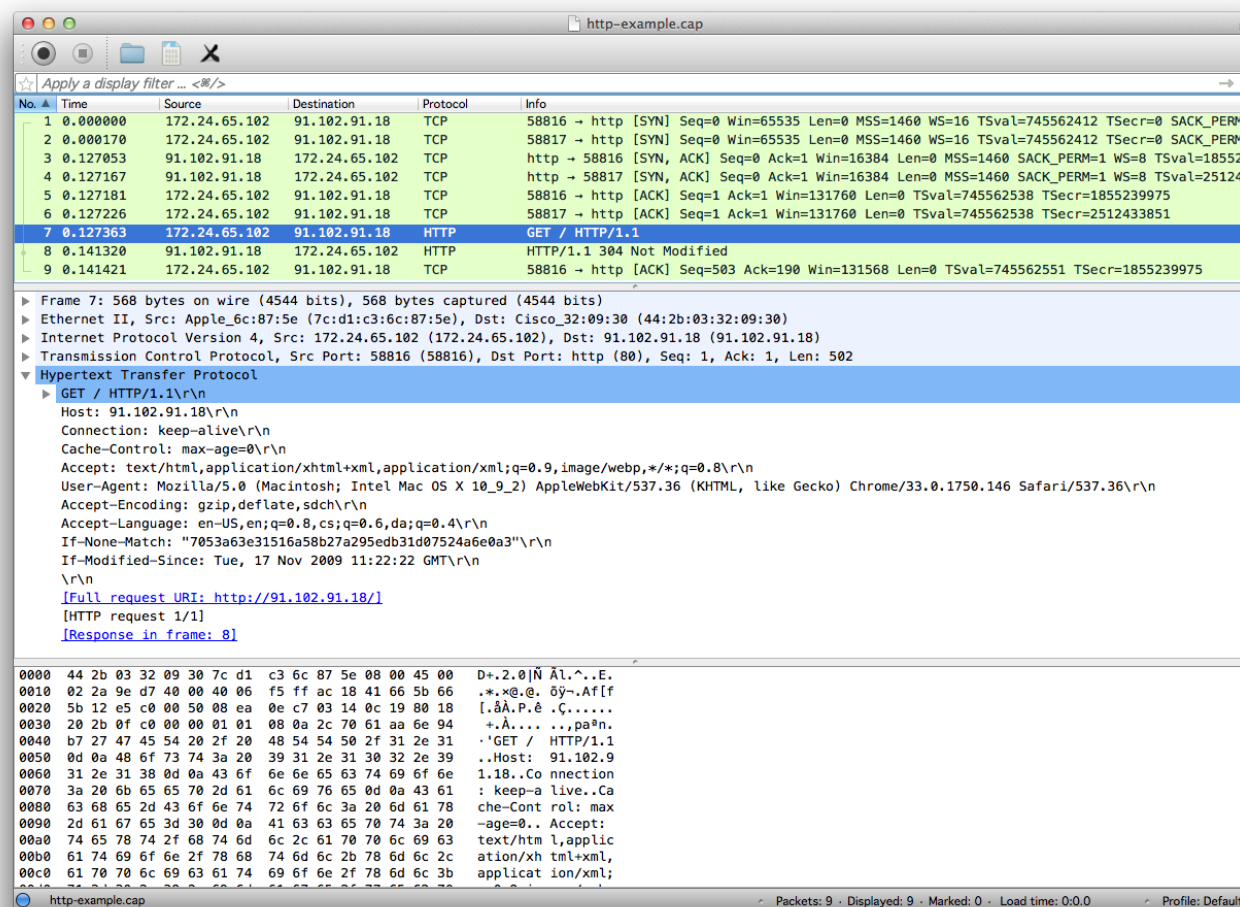 http-example.cap
Apply a display filter … <⌘/>
No. Time Source Destination Protocol Info
1 0.000000 172.24.65.102 91.102.91.18 TCP 58816 → http [SYN] Seq=0 Win=65535 Len=0 MSS=1460 WS=16 TSval=745562412 TSecr=0 SACK_PERM
2 0.000170 172.24.65.102 91.102.91.18 TCP 58817 → http [SYN] Seq=0 Win=65535 Len=0 MSS=1460 WS=16 TSval=745562412 TSecr=0 SACK_PERM
3 0.127053 91.102.91.18 172.24.65.102 TCP http → 58816 [SYN, ACK] Seq=0 Ack=1 Win=16384 Len=0 MSS=1460 SACK_PERM=1 WS=8 TSval=18552
4 0.127167 91.102.91.18 172.24.65.102 TCP http → 58817 [SYN, ACK] Seq=0 Ack=1 Win=16384 Len=0 MSS=1460 SACK_PERM=1 WS=8 TSval=25124
5 0.127181 172.24.65.102 91.102.91.18 TCP 58816 → http [ACK] Seq=1 Ack=1 Win=131760 Len=0 TSval=745562538 TSecr=1855239975
6 0.127226 172.24.65.102 91.102.91.18 TCP 58817 → http [ACK] Seq=1 Ack=1 Win=131760 Len=0 TSval=745562538 TSecr=2512433851
7 0.127363 172.24.65.102 91.102.91.18 HTTP GET / HTTP/1.1
8 0.141320 91.102.91.18 172.24.65.102 HTTP HTTP/1.1 304 Not Modified
9 0.141421 172.24.65.102 91.102.91.18 TCP 58816 → http [ACK] Seq=503 Ack=190 Win=131568 Len=0 TSval=745562551 TSecr=1855239975
Frame 7: 568 bytes on wire (4544 bits), 568 bytes captured (4544 bits)
Ethernet II, Src: Apple_6c:87:5e (7c:d1:c3:6c:87:5e), Dst: Cisco_32:09:30 (44:2b:03:32:09:30)
Internet Protocol Version 4, Src: 172.24.65.102 (172.24.65.102), Dst: 91.102.91.18 (91.102.91.18)
Transmission Control Protocol, Src Port: 58816 (58816), Dst Port: http (80), Seq: 1, Ack: 1, Len: 502
Hypertext Transfer Protocol
GET / HTTP/1.1\r\n
Host: 91.102.91.18\r\n
Connection: keep-alive\r\n
Cache-Control: max-age=0\r\n
Accept: text/html,application/xhtml+xml,application/xml;q=0.9,image/webp,*/*;q=0.8\r\n
User-Agent: Mozilla/5.0 (Macintosh; Intel Mac OS X 10_9_2) AppleWebKit/537.36 (KHTML, like Gecko) Chrome/33.0.1750.146 Safari/537.36\r\n
Accept-Encoding: gzip,deflate,sdch\r\n
Accept-Language: en-US,en;q=0.8,cs;q=0.6,da;q=0.4\r\n
If-None-Match: "7053a63e31516a58b27a295edb31d07524a6e0a3"\r\n
If-Modified-Since: Tue, 17 Nov 2009 11:22:22 GMT\r\n
\r\n
[Full request URI: http://91.102.91.18/]
[HTTP request 1/1]
[Response in frame: 8]
0000 44 2b 03 32 09 30 7c d1 c3 6c 87 5e 08 00 45 00 D+.2.0|Ñ Ãl.^..E.
0010 02 2a 9e d7 40 00 40 06 f5 ff ac 18 41 66 5b 66 .*.×@.@. õÿ¬.Af[f
0020 5b 12 e5 c0 00 50 08 ea 0e c7 03 14 0c 19 80 18 [.åÀ.P.ê .Ç......
0030 20 2b 0f c0 00 00 01 01 08 0a 2c 70 61 aa 6e 94 +.À.... ..,paªn.
0040 b7 27 47 45 54 20 2f 20 48 54 54 50 2f 31 2e 31 ·'GET / HTTP/1.1
0050 0d 0a 48 6f 73 74 3a 20 39 31 2e 31 30 32 2e 39 ..Host: 91.102.9
0060 31 2e 31 38 0d 0a 43 6f 6e 6e 65 63 74 69 6f 6e 1.18..Co nnection
0070 3a 20 6b 65 65 70 2d 61 6c 69 76 65 0d 0a 43 61 : keep-a live..Ca
0080 63 68 65 2d 43 6f 6e 74 72 6f 6c 3a 20 6d 61 78 che-Cont rol: max
0090 2d 61 67 65 3d 30 0d 0a 41 63 63 65 70 74 3a 20 -age=0.. Accept:
00a0 74 65 78 74 2f 68 74 6d 6c 2c 61 70 70 6c 69 63 text/htm l,applic
00b0 61 74 69 6f 6e 2f 78 68 74 6d 6c 2b 78 6d 6c 2c ation/xh tml+xml,
00c0 61 70 70 6c 69 63 61 74 69 6f 6e 2f 78 6d 6c 3b applicat ion/xml;
http-example.cap Packets: 9 · Displayed: 9 · Marked: 0 · Load time: 0:0.0 Profile: Default